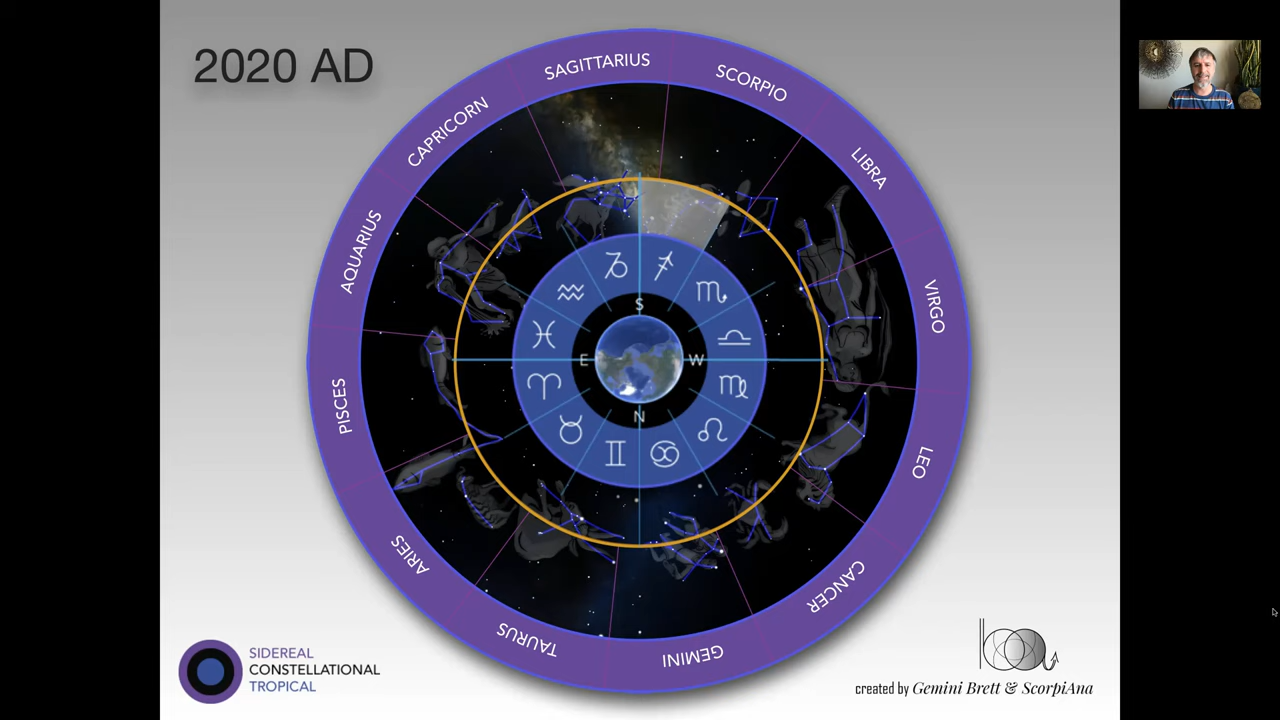 2020 AD
SAGITTARIUS
SCORPIO
CAPRICORN
LIBRA
AQUARIUS
VIRGO
♑ ♐
♒ ♏
♓ ♎
♈ ♍
♉ ♌
♊ ♋
S
E W
N
PISCES
LEO
ARIES
CANCER
TAURUS
GEMINI
SIDEREAL
CONSTELLATIONAL
TROPICAL
created by Gemini Brett & ScorpiAna